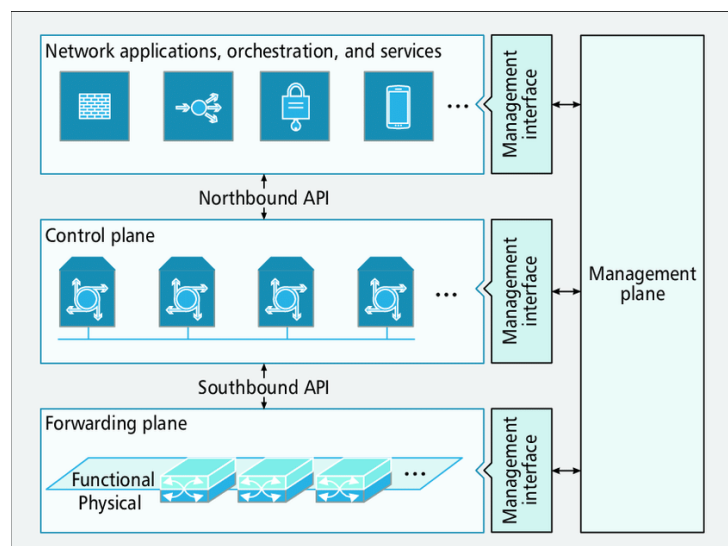 Network applications, orchestration, and services
...
Management
interface
Northbound API
Control plane
...
Management
interface
Management
plane
Southbound API
Forwarding plane
Functional
Physical
...
Management
interface